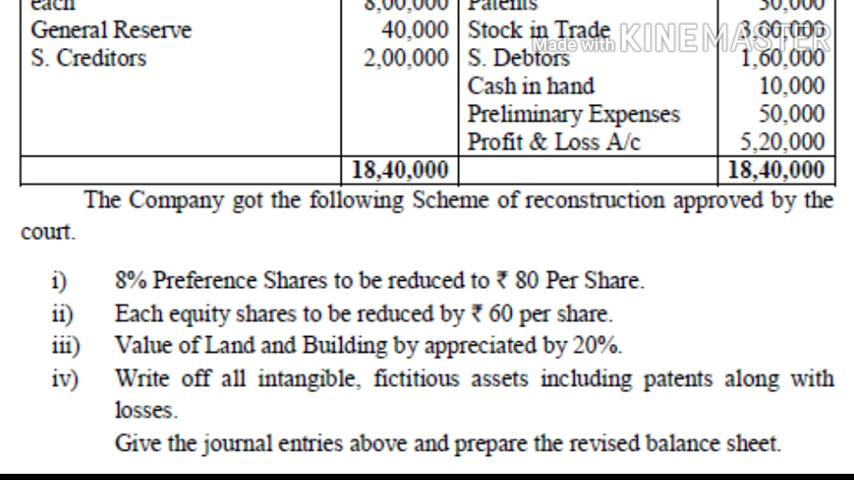 each 8,00,000 Patents 50,000
General Reserve 40,000 Stock in Trade 3,00,000
Made with KINEMASTER
S. Creditors 2,00,000 S. Debtors 1,60,000
Cash in hand 10,000
Preliminary Expenses 50,000
Profit & Loss A/c 5,20,000
18,40,000 18,40,000
The Company got the following Scheme of reconstruction approved by the
court.
i) 8% Preference Shares to be reduced to ₹ 80 Per Share.
ii) Each equity shares to be reduced by ₹ 60 per share.
iii) Value of Land and Building by appreciated by 20%.
iv) Write off all intangible, fictitious assets including patents along with
losses.
Give the journal entries above and prepare the revised balance sheet.